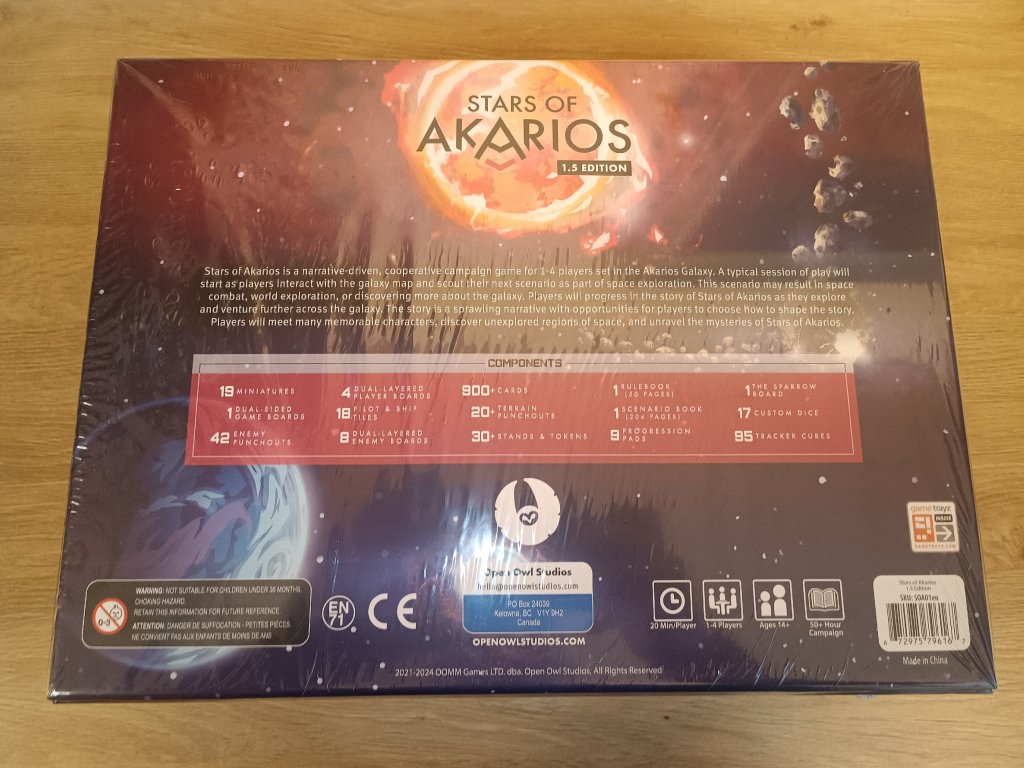 STARS OF
AKARIOS
1.5 EDITION
Stars of Akarios is a narrative-driven, cooperative campaign game for 1-4 players set in the Akarios Galaxy. A typical session of play will
start as players interact with the galaxy map and scout their next scenario as part of space exploration. This scenario may result in space
combat, world exploration, or discovering more about the galaxy. Players will progress in the story of Stars of Akarios as they explore
and venture further across the galaxy. The story is a sprawling narrative with opportunities for players to choose how to shape the story.
Players will meet many memorable characters, discover unexplored regions of space, and unravel the mysteries of Stars of Akarios.
COMPONENTS
19 MINIATURES
1 DUAL-SIDED
GAME BOARDS
42 ENEMY
PUNCHOUTS
4 DUAL-LAYERED
PLAYER BOARDS
18 PILOT & SHIP
TILES
8 DUAL-LAYERED
ENEMY BOARDS
900+ CARDS
20+ TERRAIN
PUNCHOUTS
30+ STANDS & TOKENS
1 RULEBOOK
(50 PAGES)
1 SCENARIO BOOK
(204 PAGES)
9 PROGRESSION
PADS
1 THE SPARROW
BOARD
17 CUSTOM DICE
95 TRACKER CUBES
game trayz
INSIDE
GAMETRAYZ.COM
0-3
WARNING: NOT SUITABLE FOR CHILDREN UNDER 36 MONTHS.
CHOKING HAZARD.
RETAIN THIS INFORMATION FOR FUTURE REFERENCE
ATTENTION: DANGER DE SUFFOCATION - PETITES PIÈCES.
NE CONVIENT PAS AUX ENFANTS DE MOINS DE ANS
EN
71
CE
Open Owl Studios
hello@openowlstudios.com
PO Box 24039
Kelowna, BC V1Y 9H2
Canada
OPENOWLSTUDIOS.COM
20 Min/Player
1-4 Players
Ages 14+
50+ Hour
Campaign
Stars of Akarios
1.5 Edition
SKU: SOA01en
6 72975 79616 7
Made in China
2021-2024 OOMM Games LTD. dba. Open Owl Studios, All Rights Reserved